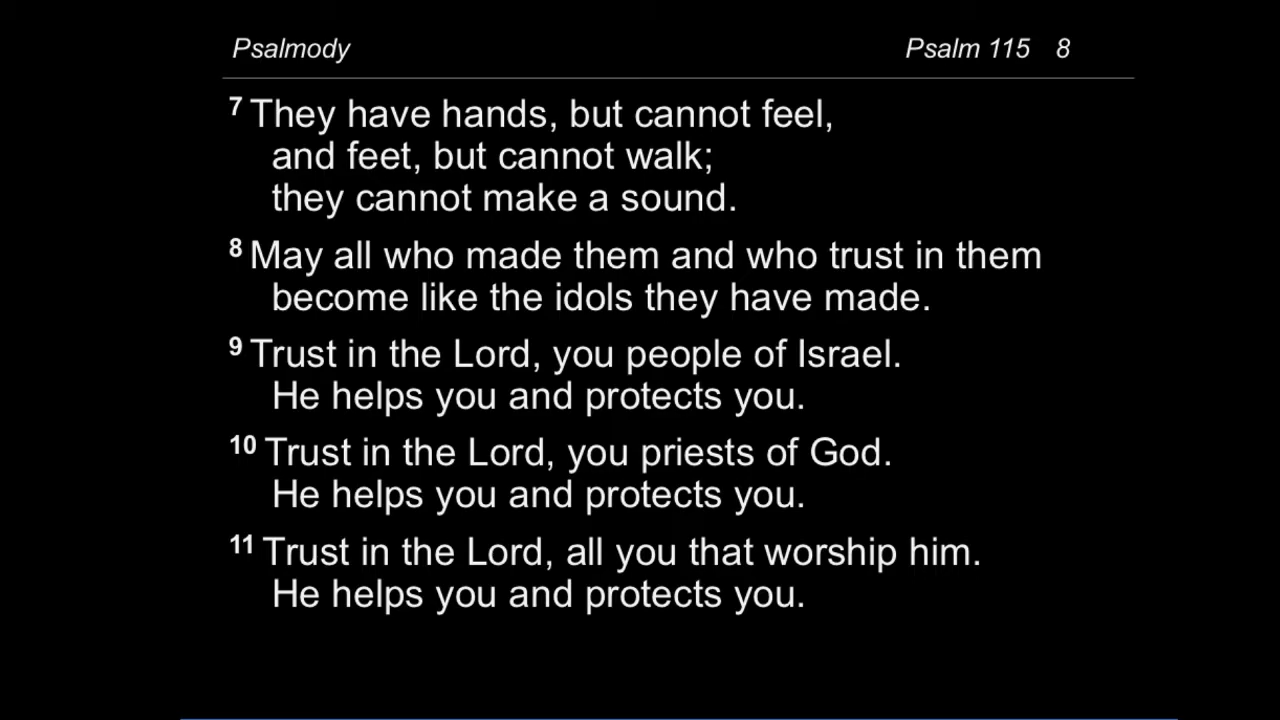 Psalmody Psalm 115 8
7 They have hands, but cannot feel,
and feet, but cannot walk;
they cannot make a sound.
8 May all who made them and who trust in them
become like the idols they have made.
9 Trust in the Lord, you people of Israel.
He helps you and protects you.
10 Trust in the Lord, you priests of God.
He helps you and protects you.
11 Trust in the Lord, all you that worship him.
He helps you and protects you.